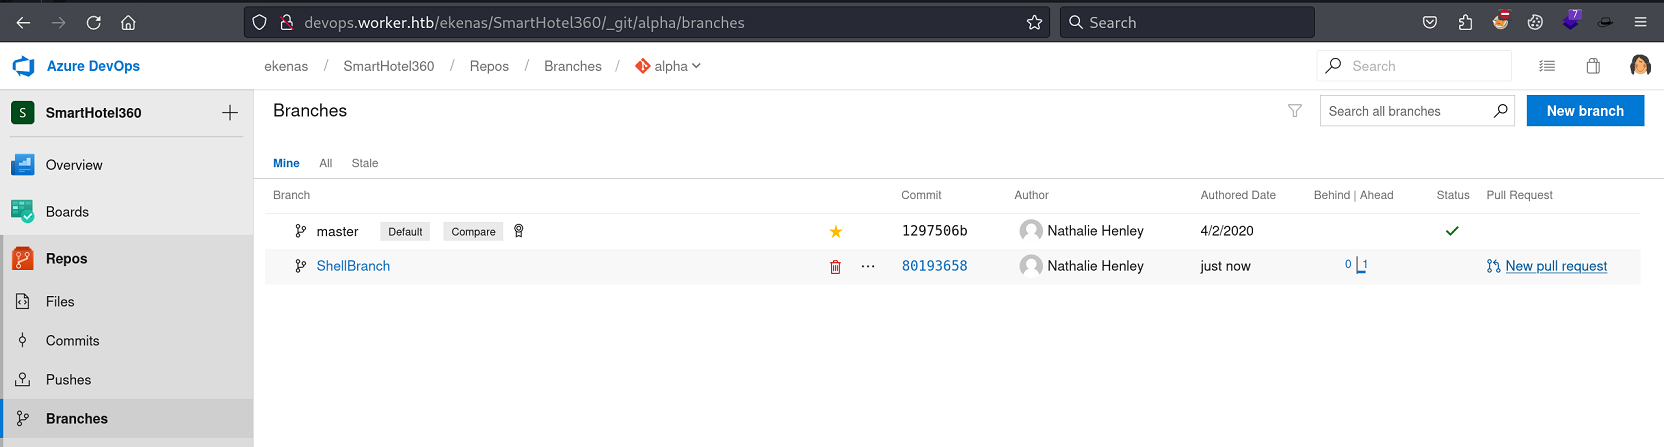 devops.worker.htb/ekenas/SmartHotel360/_git/alpha/branches
Search
7
Azure DevOps
ekenas / SmartHotel360 / Repos / Branches / alpha
Search
S SmartHotel360
Branches
Search all branches
New branch
Mine All Stale
Overview
Boards
Repos
Files
Commits
Pushes
Branches
Branch Commit Author Authored Date Behind | Ahead Status Pull Request
master Default Compare 1297506b Nathalie Henley 4/2/2020
ShellBranch 80193658 Nathalie Henley just now 0 | 1 New pull request